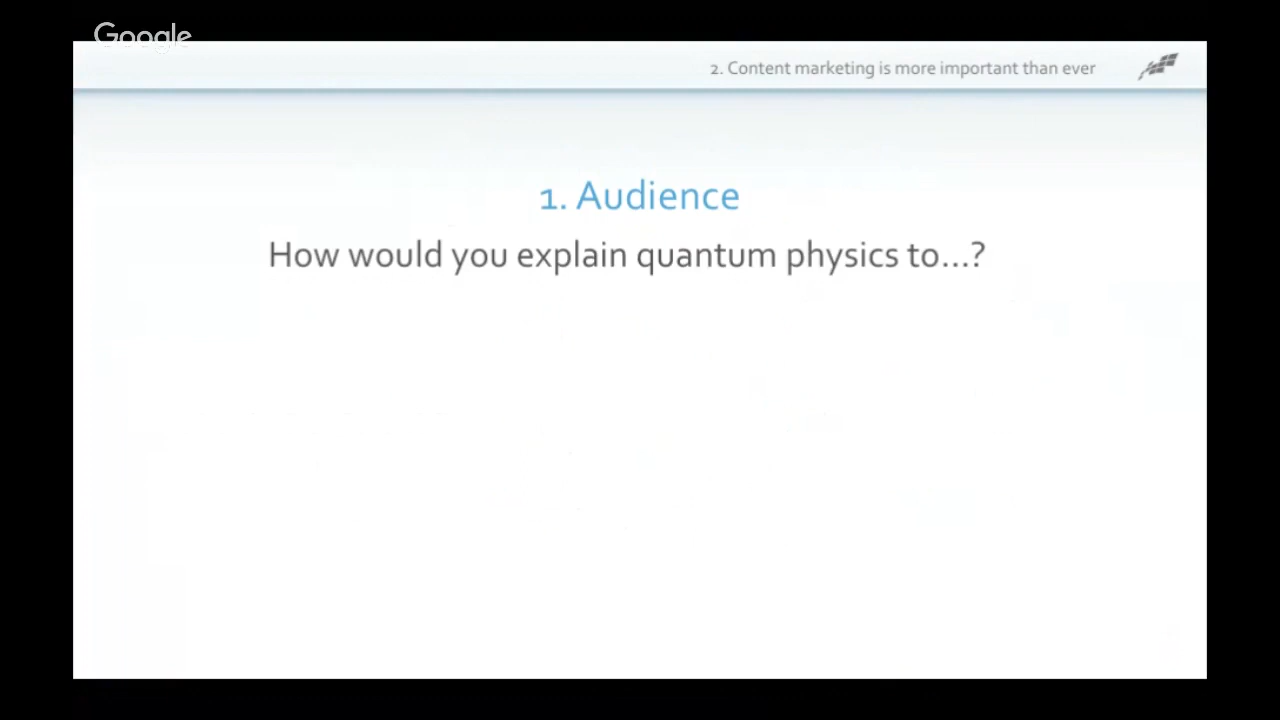 Google
2. Content marketing is more important than ever
1. Audience
How would you explain quantum physics to...?